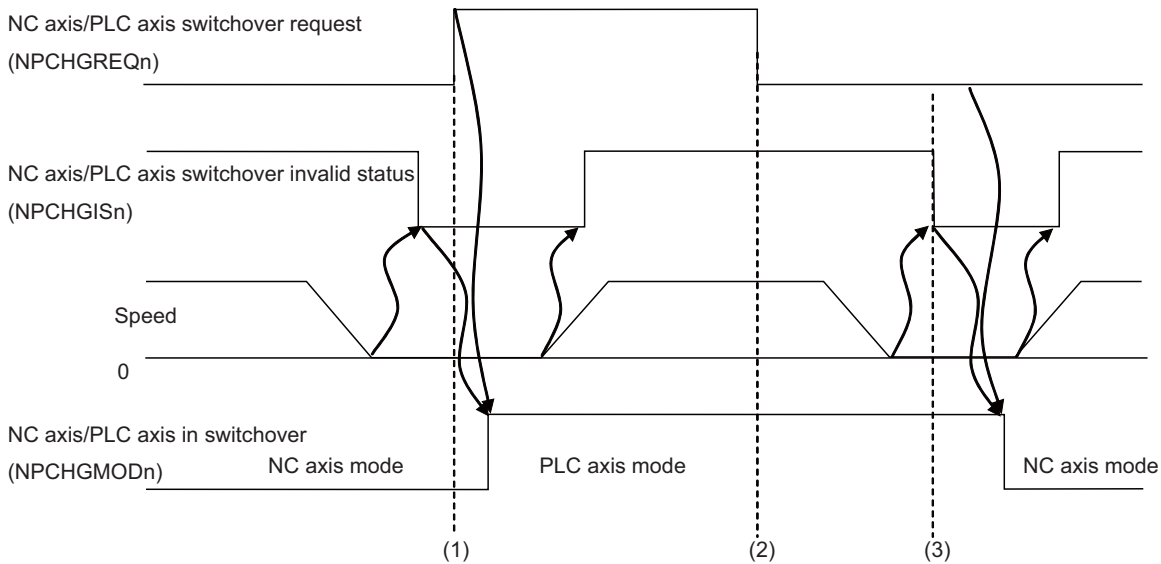 NC axis/PLC axis switchover request
(NPCHGREQn)
NC axis/PLC axis switchover invalid status
(NPCHGISn)
Speed
0
NC axis/PLC axis in switchover
(NPCHGMODn)
NC axis mode
PLC axis mode
NC axis mode
(1)
(2)
(3)